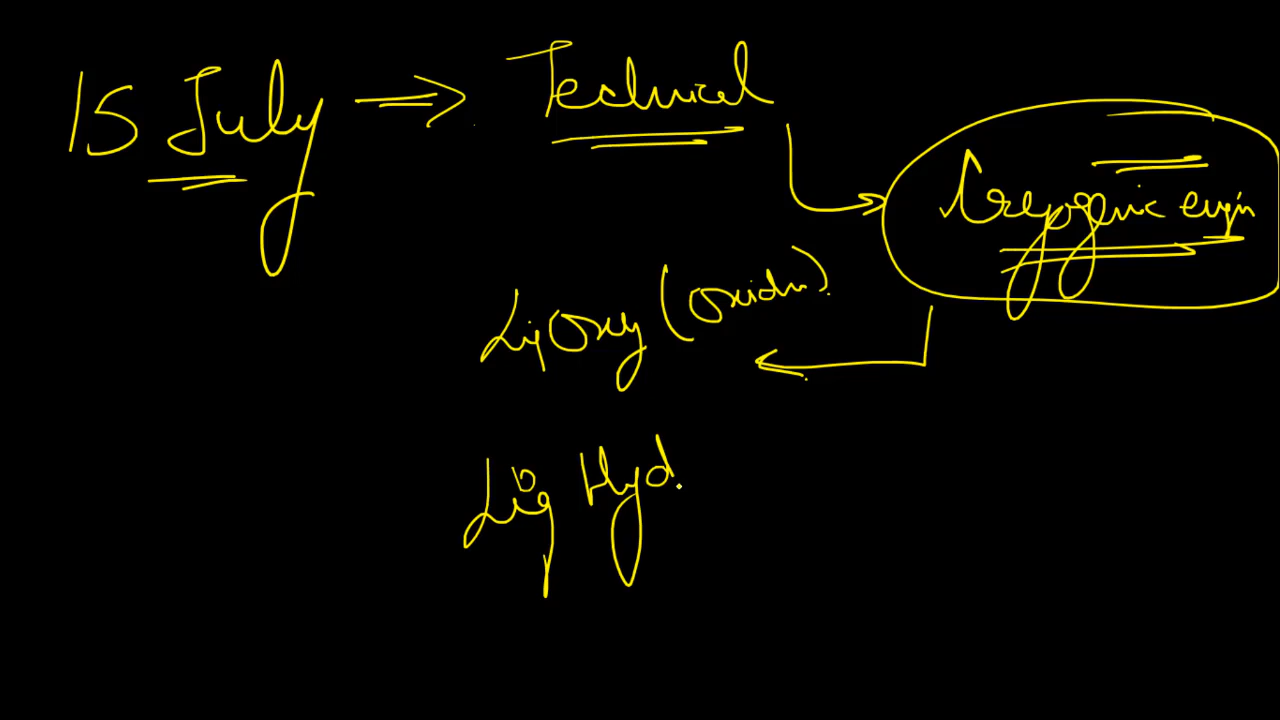 15 July ⇒ Technical
Cryogenic engin
Liq Oxy (Oxidn).
Liq Hyd.